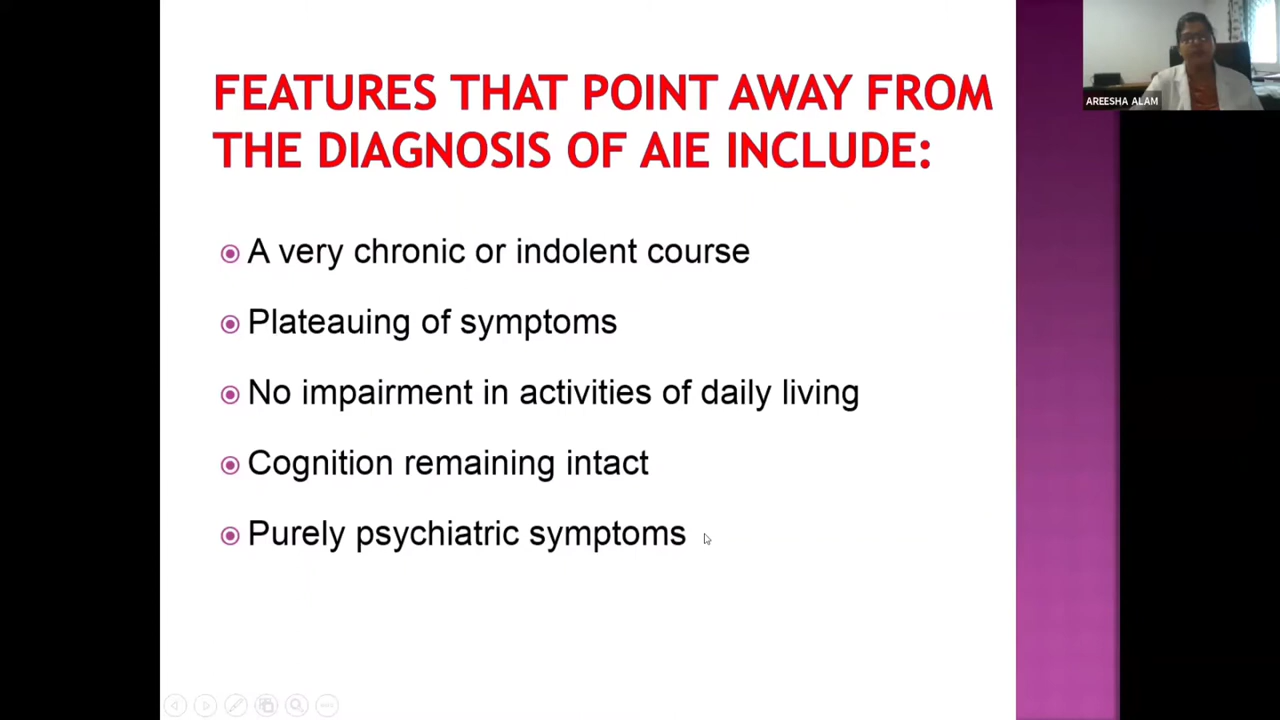 FEATURES THAT POINT AWAY FROM
THE DIAGNOSIS OF AIE INCLUDE:
AREESHA ALAM
A very chronic or indolent course
Plateauing of symptoms
No impairment in activities of daily living
Cognition remaining intact
Purely psychiatric symptoms